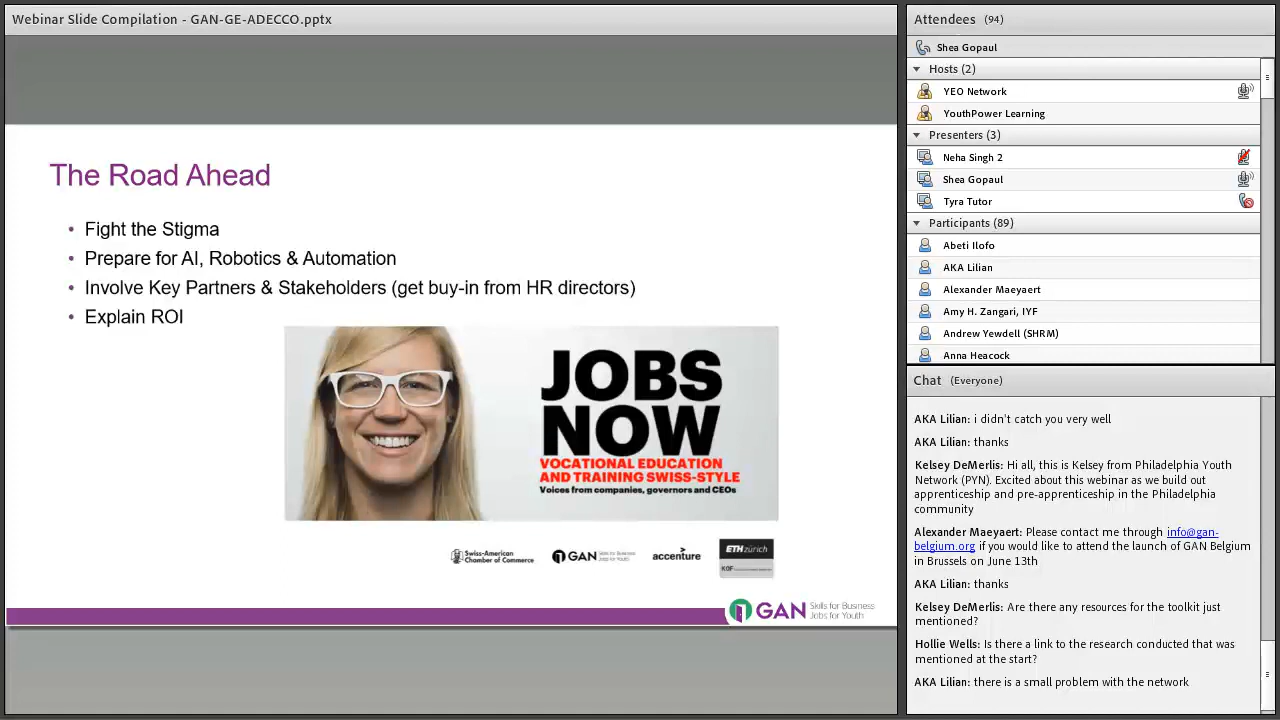 Webinar Slide Compilation - GAN-GE-ADECCO.pptx
The Road Ahead
• Fight the Stigma
• Prepare for AI, Robotics & Automation
• Involve Key Partners & Stakeholders (get buy-in from HR directors)
• Explain ROI
JOBS
NOW
VOCATIONAL EDUCATION
AND TRAINING SWISS-STYLE
Voices from companies, governors and CEOs
Swiss-American
Chamber of Commerce
GAN
Skills for Business
Jobs for Youth
accenture
ETH zürich
KOF
GAN
Skills for Business
Jobs for Youth
Attendees (94)
Shea Gopaul
Hosts (2)
YEO Network
YouthPower Learning
Presenters (3)
Neha Singh 2
Shea Gopaul
Tyra Tutor
Participants (89)
Abeti Ilofo
AKA Lilian
Alexander Maeyaert
Amy H. Zangari, IYF
Andrew Yewdell (SHRM)
Anna Heacock
Chat (Everyone)
AKA Lilian: i didn't catch you very well
AKA Lilian: thanks
Kelsey DeMerlis: Hi all, this is Kelsey from Philadelphia Youth
Network (PYN). Excited about this webinar as we build out
apprenticeship and pre-apprenticeship in the Philadelphia
community
Alexander Maeyaert: Please contact me through info@gan-
belgium.org if you would like to attend the launch of GAN Belgium
in Brussels on June 13th
AKA Lilian: thanks
Kelsey DeMerlis: Are there any resources for the toolkit just
mentioned?
Hollie Wells: Is there a link to the research conducted that was
mentioned at the start?
AKA Lilian: there is a small problem with the network